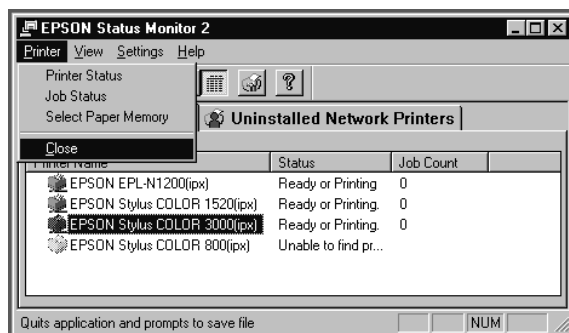 EPSON Status Monitor 2
Printer View Settings Help
Printer Status
Job Status
Select Paper Memory
Close
Uninstalled Network Printers
Printer Name Status Job Count
EPSON EPL-N1200(ipx) Ready or Printing 0
EPSON Stylus COLOR 1520(ipx) Ready or Printing. 0
EPSON Stylus COLOR 3000(ipx) Ready or Printing. 0
EPSON Stylus COLOR 800(ipx) Unable to find pr...
Quits application and prompts to save file NUM